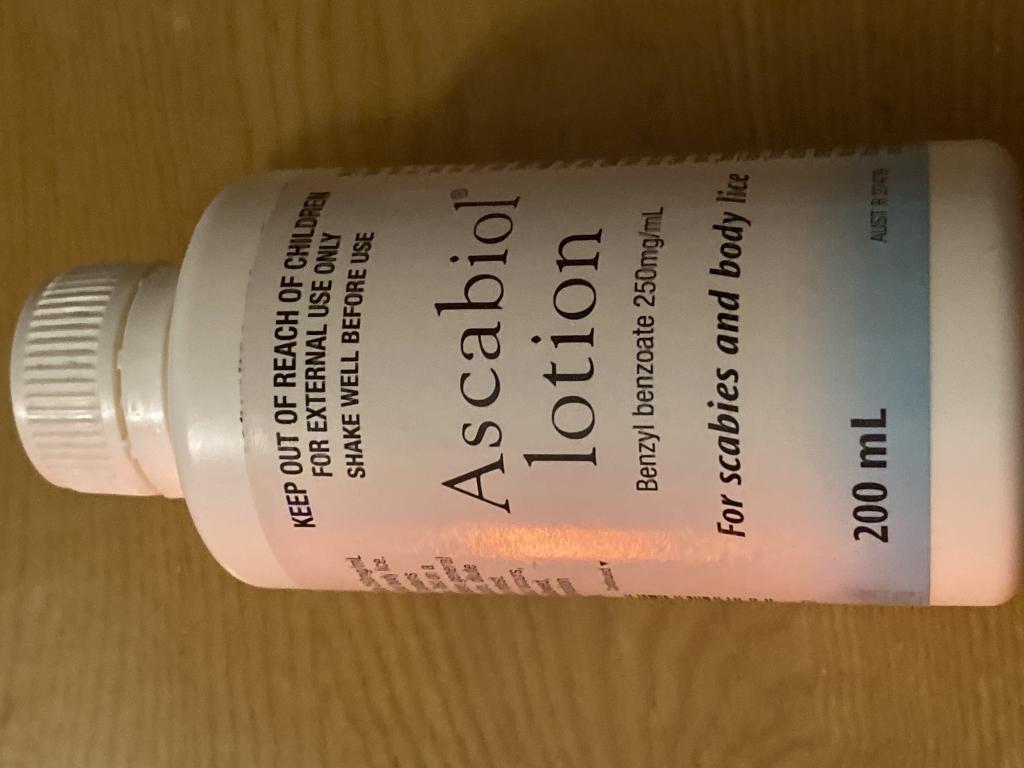 KEEP OUT OF REACH OF CHILDREN
FOR EXTERNAL USE ONLY
SHAKE WELL BEFORE USE
Ascabiol®
lotion
Benzyl benzoate 250mg/mL
For scabies and body lice
200 mL
AUST R